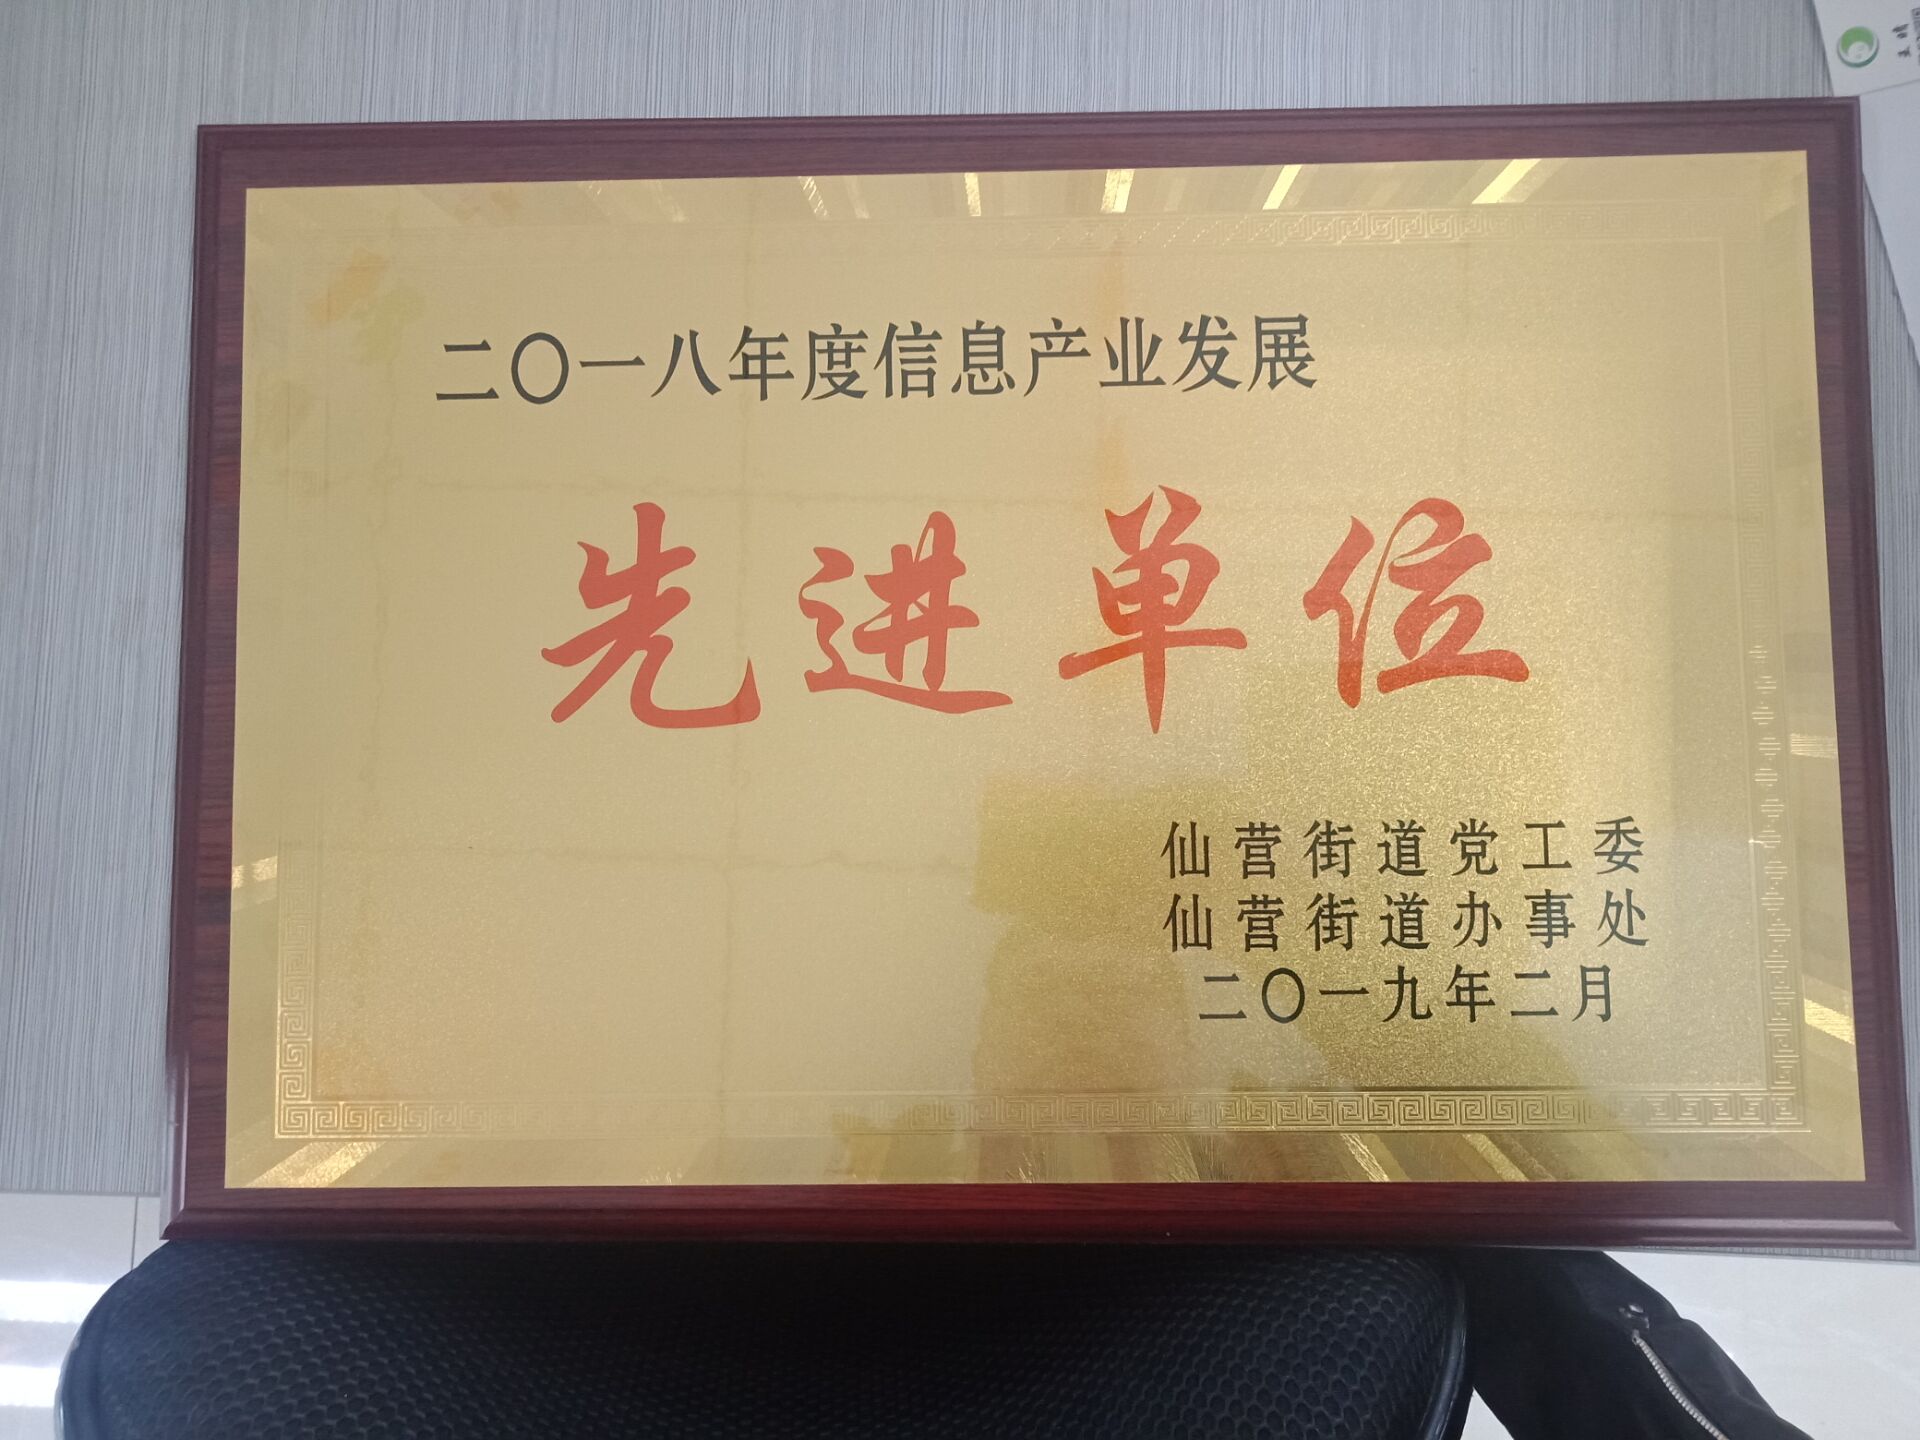 二〇一八年度信息产业发展
先进单位
仙营街道党工委
仙营街道办事处
二〇一九年二月